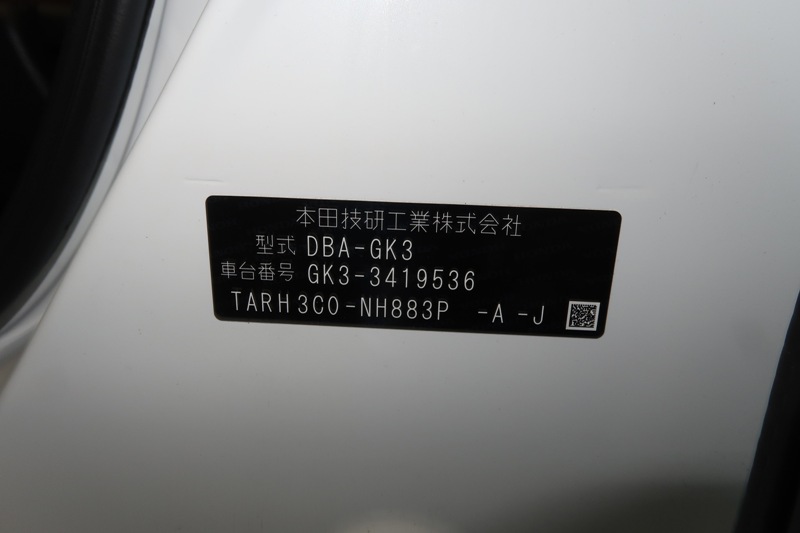 本田技研工業株式会社
型式 DBA-GK3
車台番号 GK3-3419536
TARH3C0-NH883P -A-J